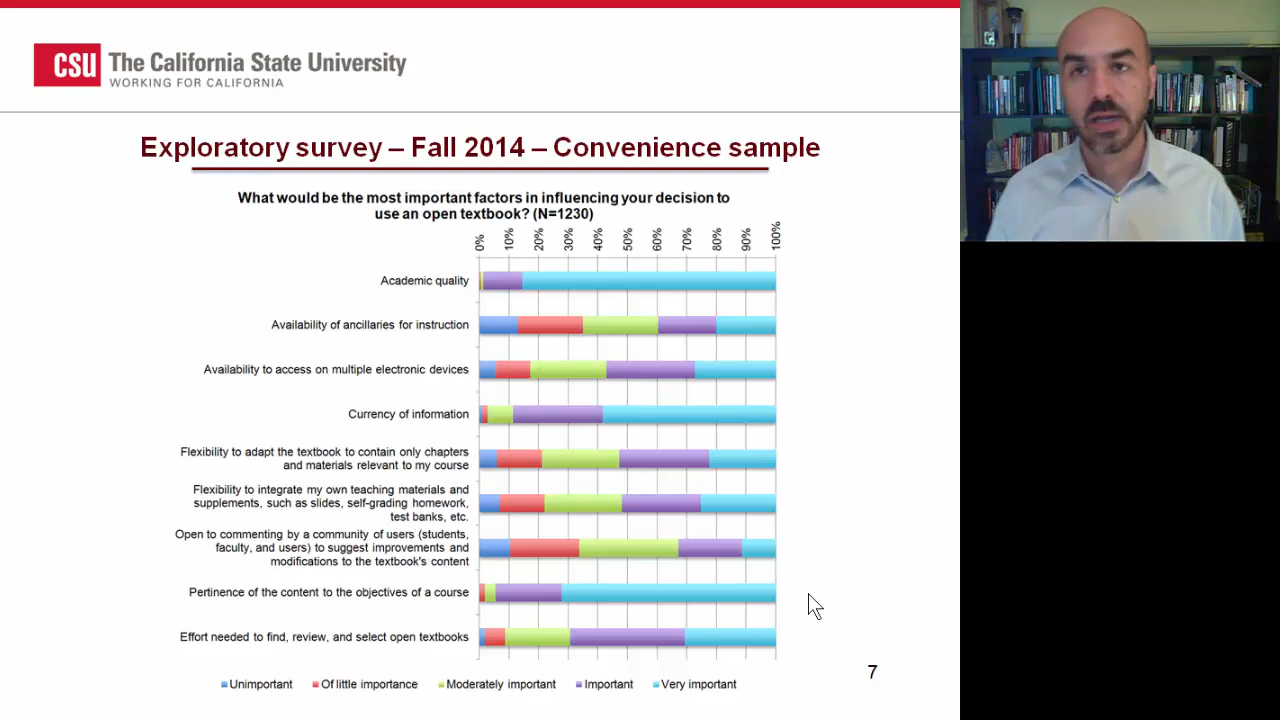 CSU The California State University
WORKING FOR CALIFORNIA
Exploratory survey – Fall 2014 – Convenience sample
What would be the most important factors in influencing your decision to
use an open textbook? (N=1230)
0% 10% 20% 30% 40% 50% 60% 70% 80% 90% 100%
Academic quality
Availability of ancillaries for instruction
Availability to access on multiple electronic devices
Currency of information
Flexibility to adapt the textbook to contain only chapters
and materials relevant to my course
Flexibility to integrate my own teaching materials and
supplements, such as slides, self-grading homework,
test banks, etc.
Open to commenting by a community of users (students,
faculty, and users) to suggest improvements and
modifications to the textbook's content
Pertinence of the content to the objectives of a course
Effort needed to find, review, and select open textbooks
Unimportant Of little importance Moderately important Important Very important
7